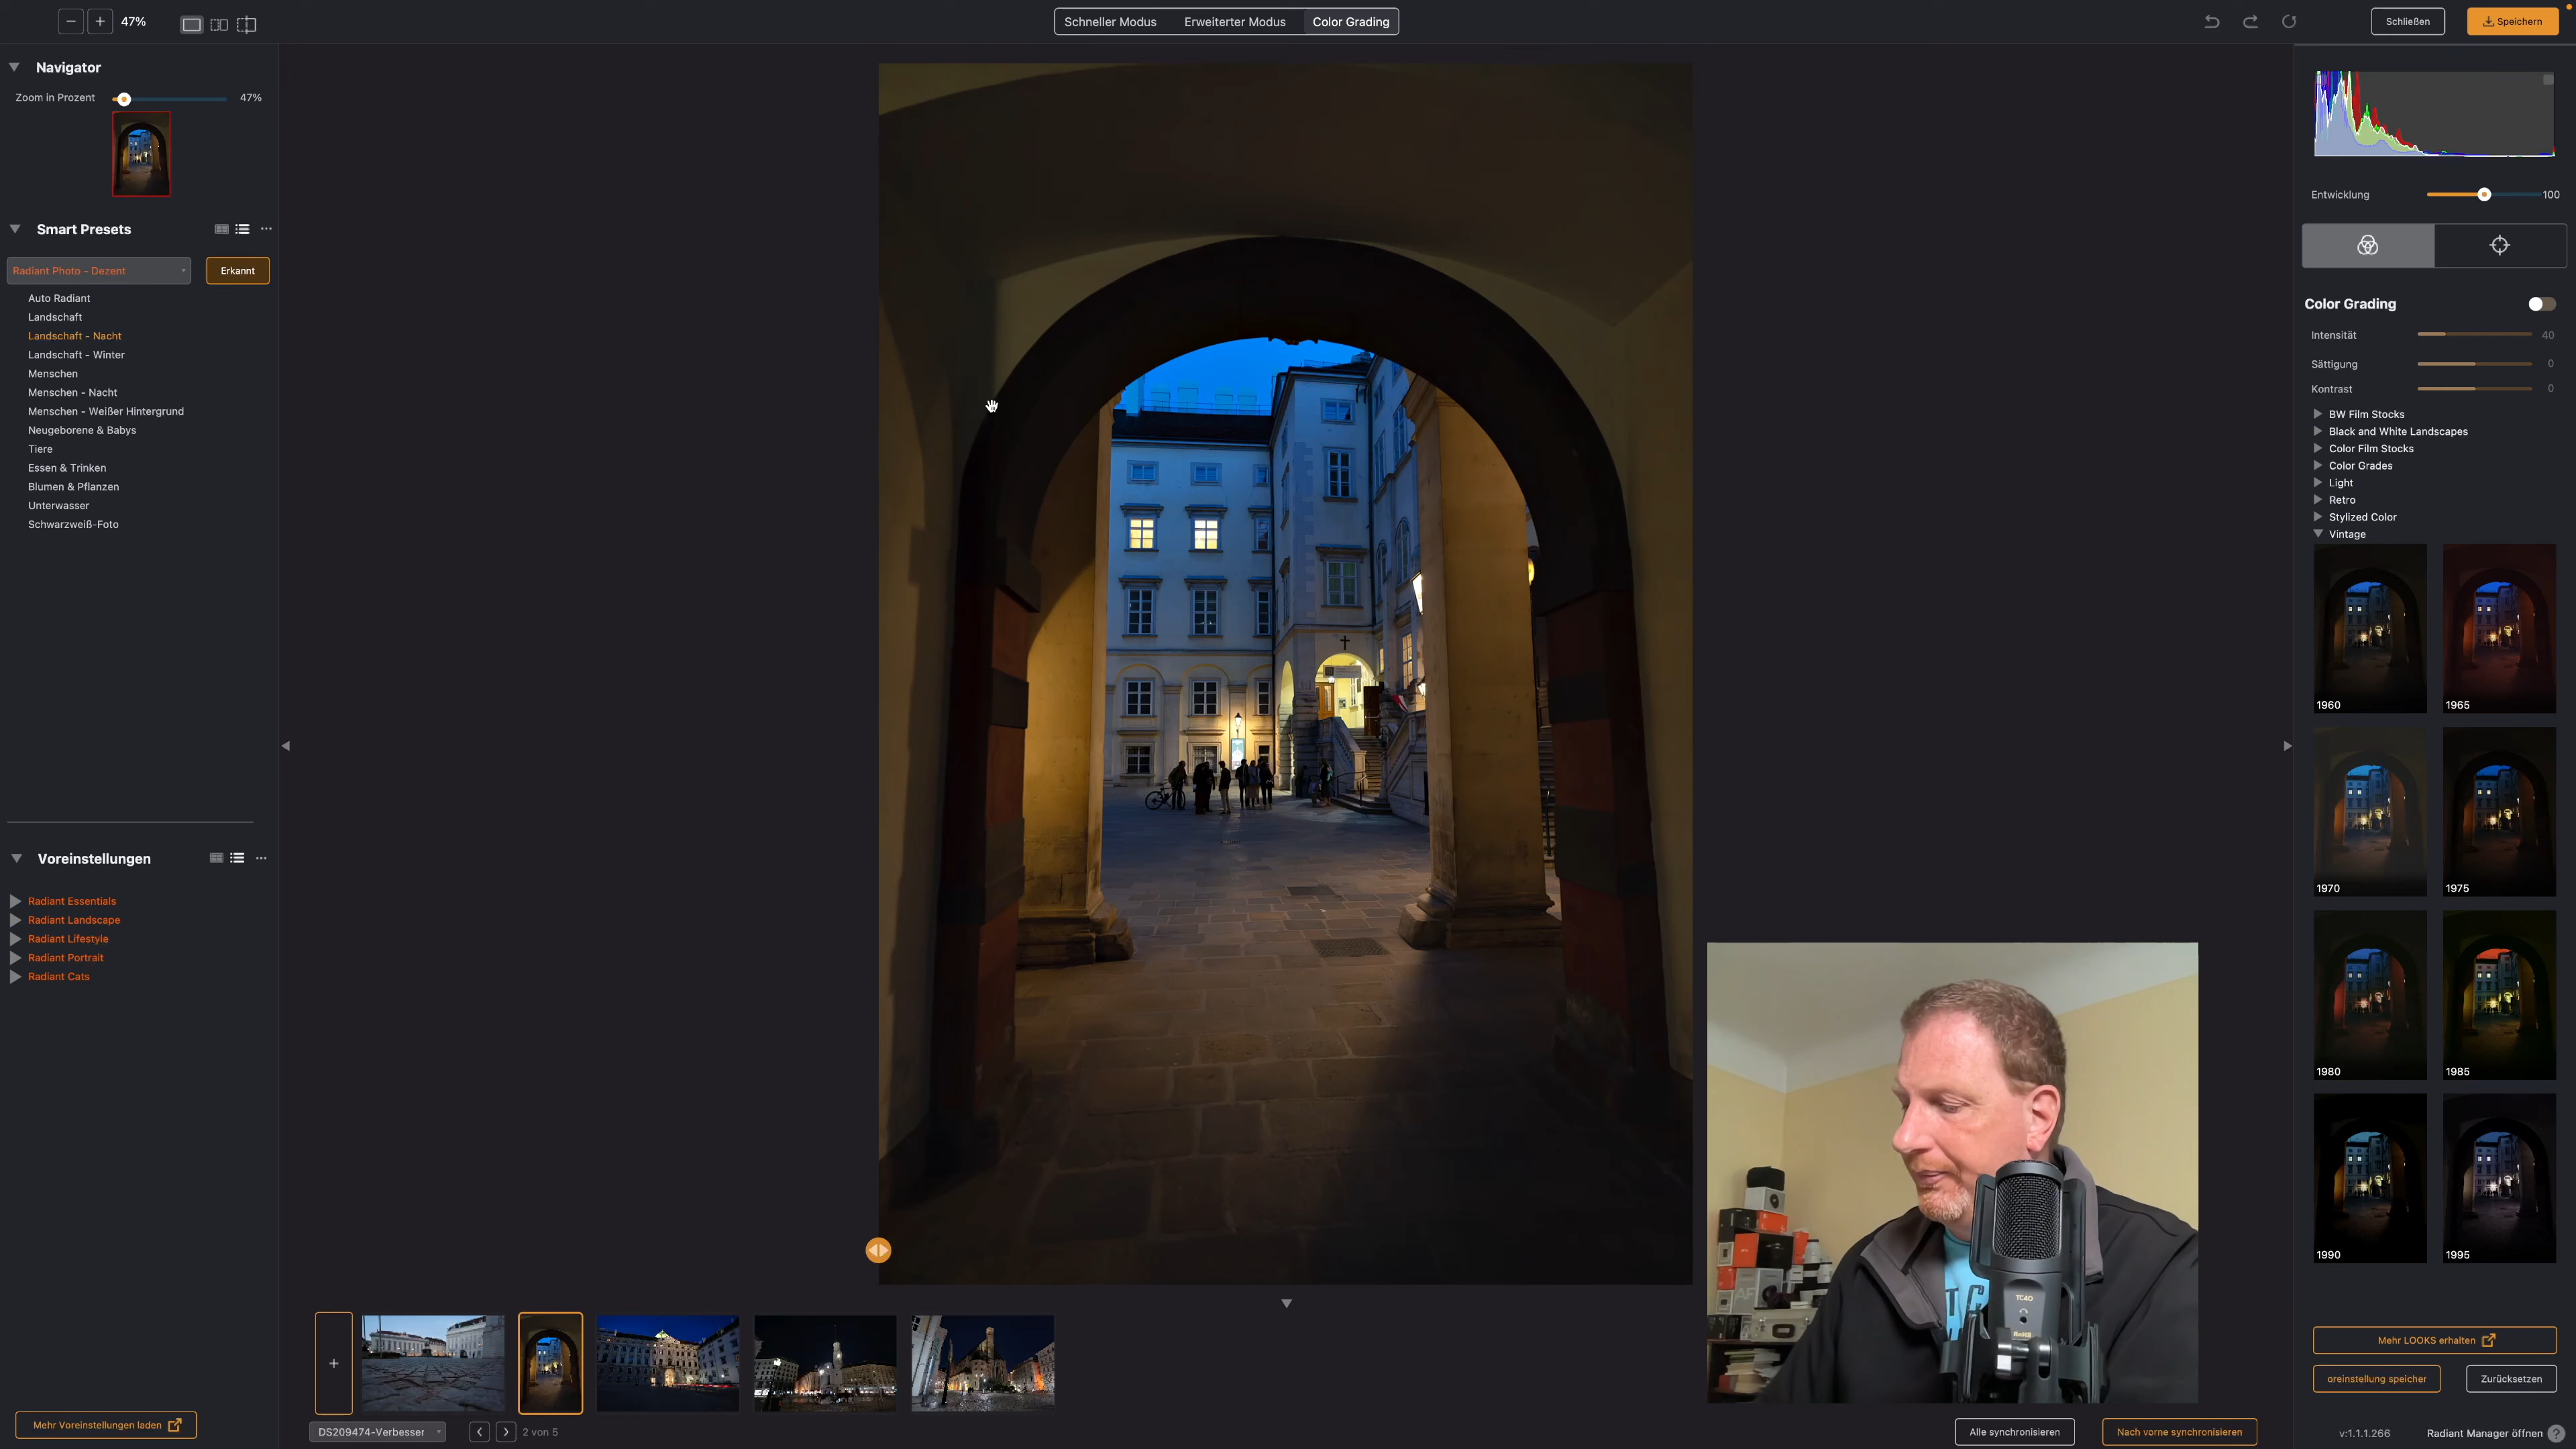 47%
Schneller Modus
Erweiterter Modus
Color Grading
Schließen
Speichern
Navigator
Zoom in Prozent
47%
Smart Presets
Radiant Photo - Dezent
Erkannt
Auto Radiant
Landschaft
Landschaft - Nacht
Landschaft - Winter
Menschen
Menschen - Nacht
Menschen - Weißer Hintergrund
Neugeborene & Babys
Tiere
Essen & Trinken
Blumen & Pflanzen
Unterwasser
Schwarzweiß-Foto
Voreinstellungen
Radiant Essentials
Radiant Landscape
Radiant Lifestyle
Radiant Portrait
Radiant Cats
Mehr Voreinstellungen laden
DS209474-Verbesser
2 von 5
TC40
Alle synchronisieren
Nach vorne synchronisieren
Entwicklung
100
Color Grading
Intensität
40
Sättigung
0
Kontrast
0
BW Film Stocks
Black and White Landscapes
Color Film Stocks
Color Grades
Light
Retro
Stylized Color
Vintage
1960
1965
1970
1975
1980
1985
1990
1995
Mehr LOOKS erhalten
oreinstellung speicher
Zurücksetzen
v:1.1.1.266
Radiant Manager öffnen
?